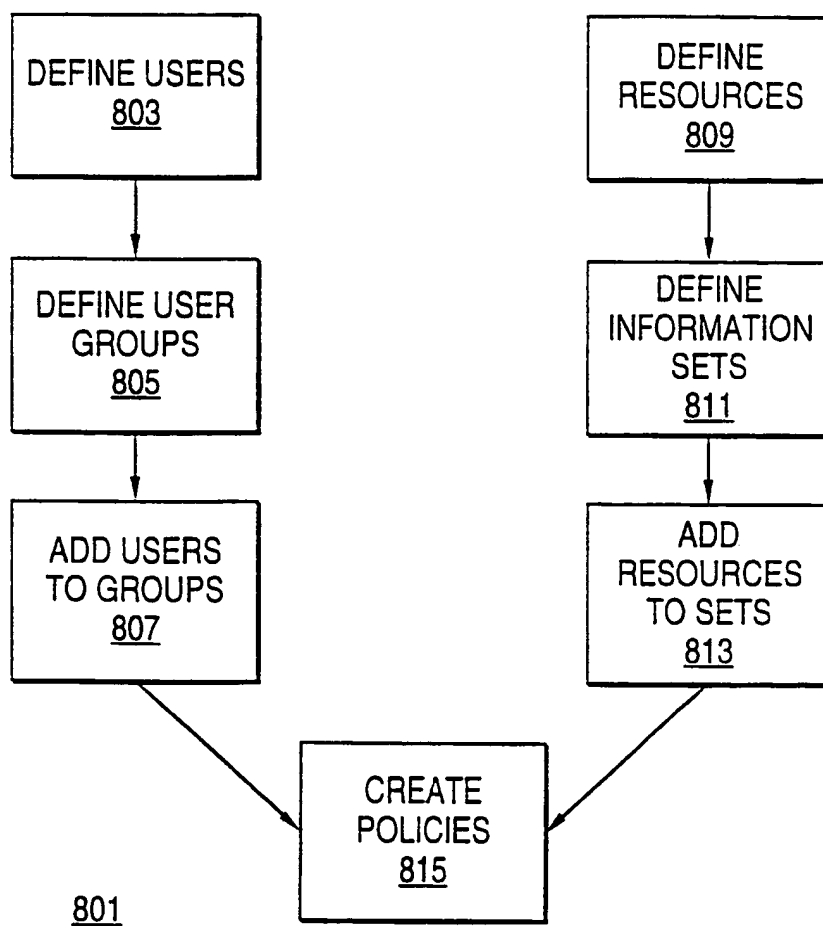 DEFINE USERS
803
DEFINE
RESOURCES
809
DEFINE USER
GROUPS
805
DEFINE
INFORMATION
SETS
811
ADD USERS
TO GROUPS
807
ADD
RESOURCES
TO SETS
813
CREATE
POLICIES
815
801